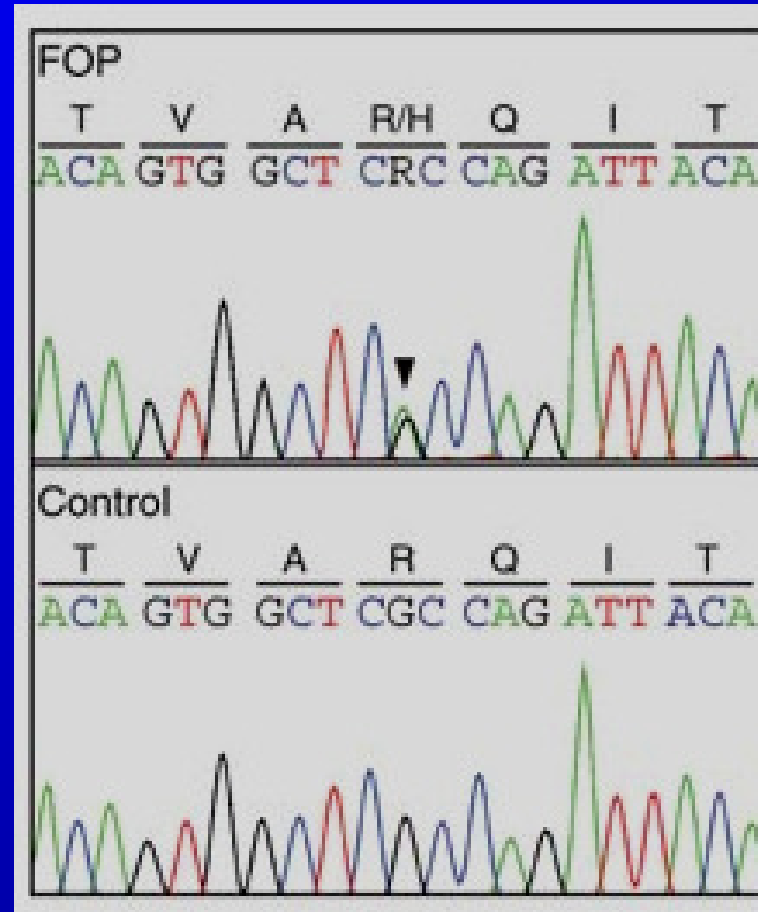 FOP
T V A R/H Q I T
ACA GTG GCT CRC CAG ATT ACA
Control
T V A R Q I T
ACA GTG GCT CGC CAG ATT ACA